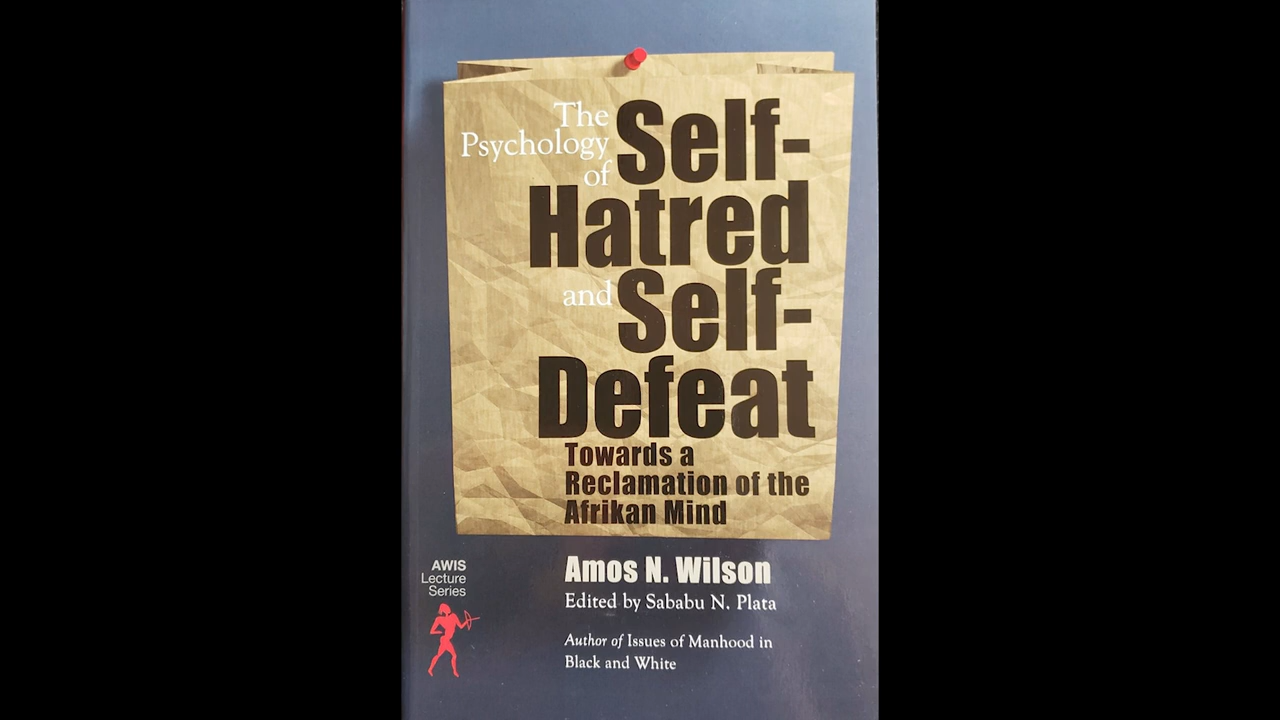 The
Psychology
of
Self-
Hatred
and
Self-
Defeat
Towards a
Reclamation of the
Afrikan Mind
Amos N. Wilson
Edited by Sababu N. Plata
Author of Issues of Manhood in
Black and White
AWIS
Lecture
Series